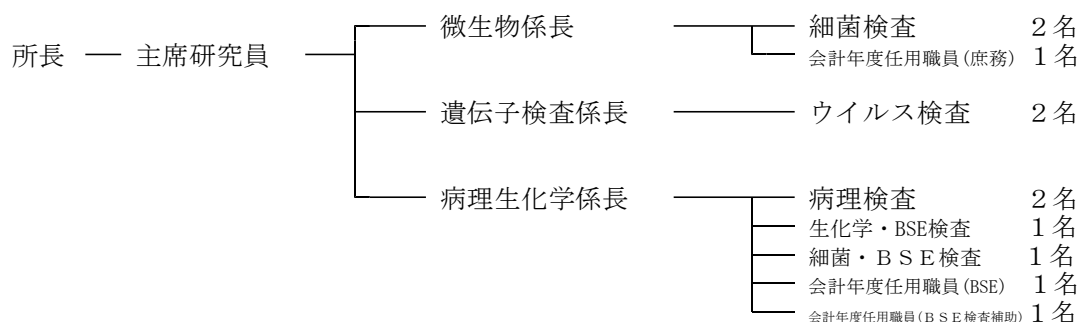 微生物係長 細菌検査 2名
所長 主席研究員 会計年度任用職員(庶務) 1名
遺伝子検査係長 ウイルス検査 2名
病理生化学係長 病理検査 2名
生化学・BSE検査 1名
細菌・BSE検査 1名
会計年度任用職員(BSE) 1名
会計年度任用職員(BSE検査補助) 1名